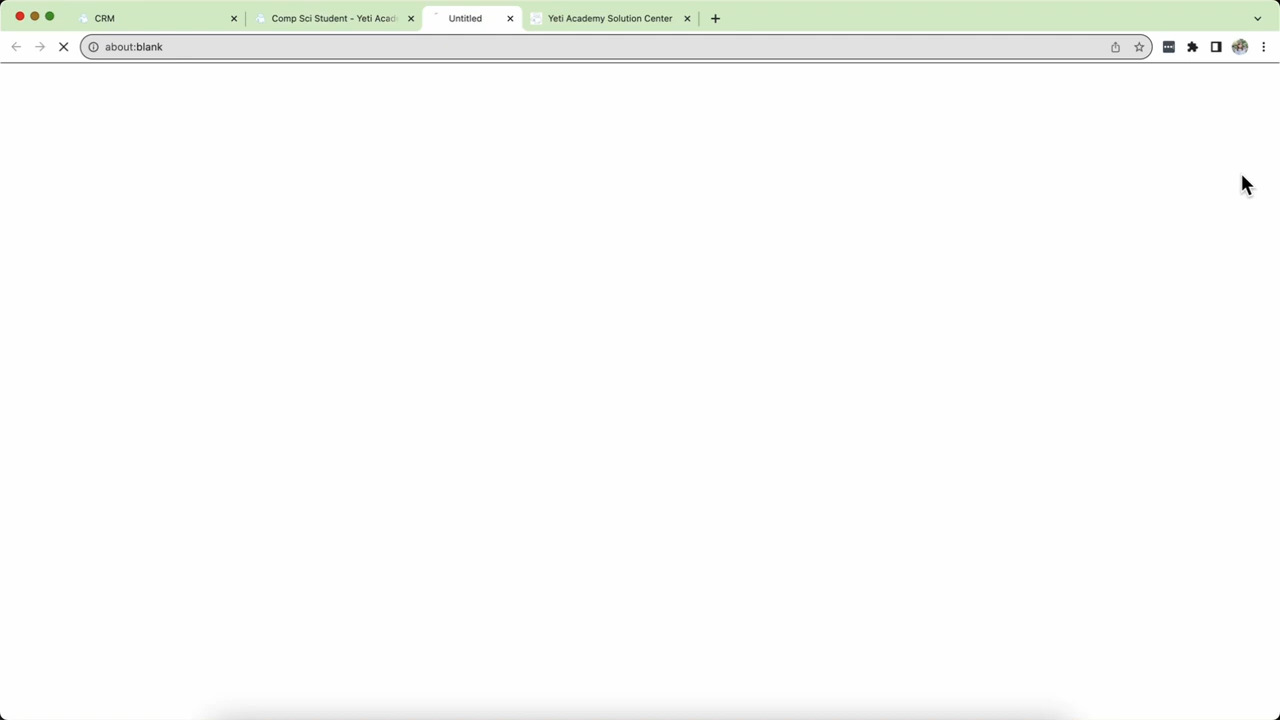 CRM
Comp Sci Student - Yeti Acad
Untitled
Yeti Academy Solution Center
about:blank